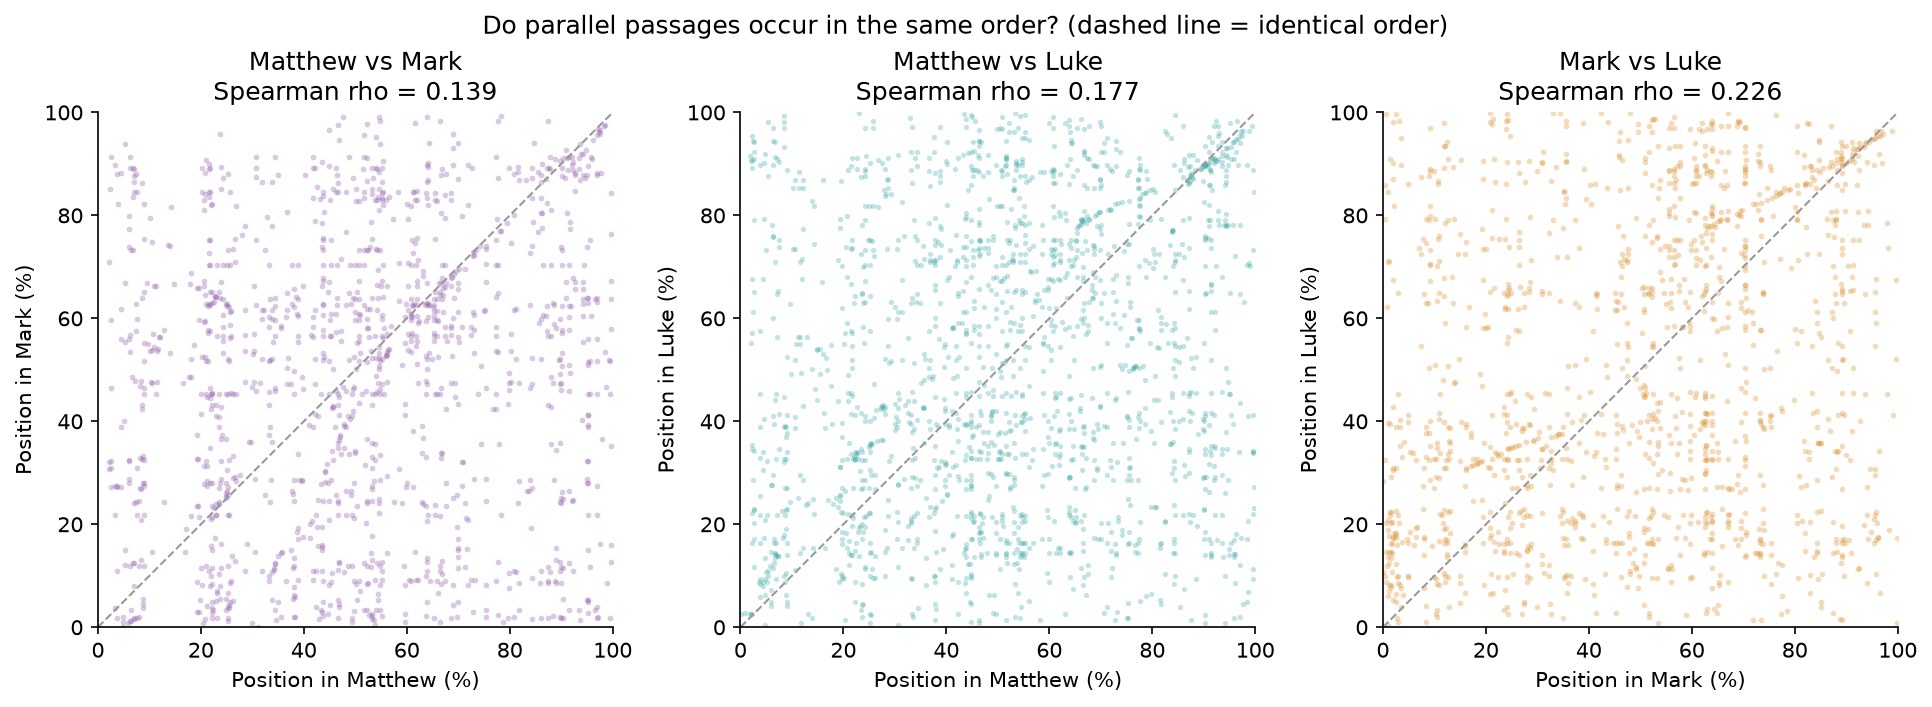 Do parallel passages occur in the same order? (dashed line = identical order)
Matthew vs Mark
Spearman rho = 0.139
100
80
60
40
20
0
0 20 40 60 80 100
Position in Mark (%)
Position in Matthew (%)
Matthew vs Luke
Spearman rho = 0.177
100
80
60
40
20
0
0 20 40 60 80 100
Position in Luke (%)
Position in Matthew (%)
Mark vs Luke
Spearman rho = 0.226
100
80
60
40
20
0
0 20 40 60 80 100
Position in Luke (%)
Position in Mark (%)